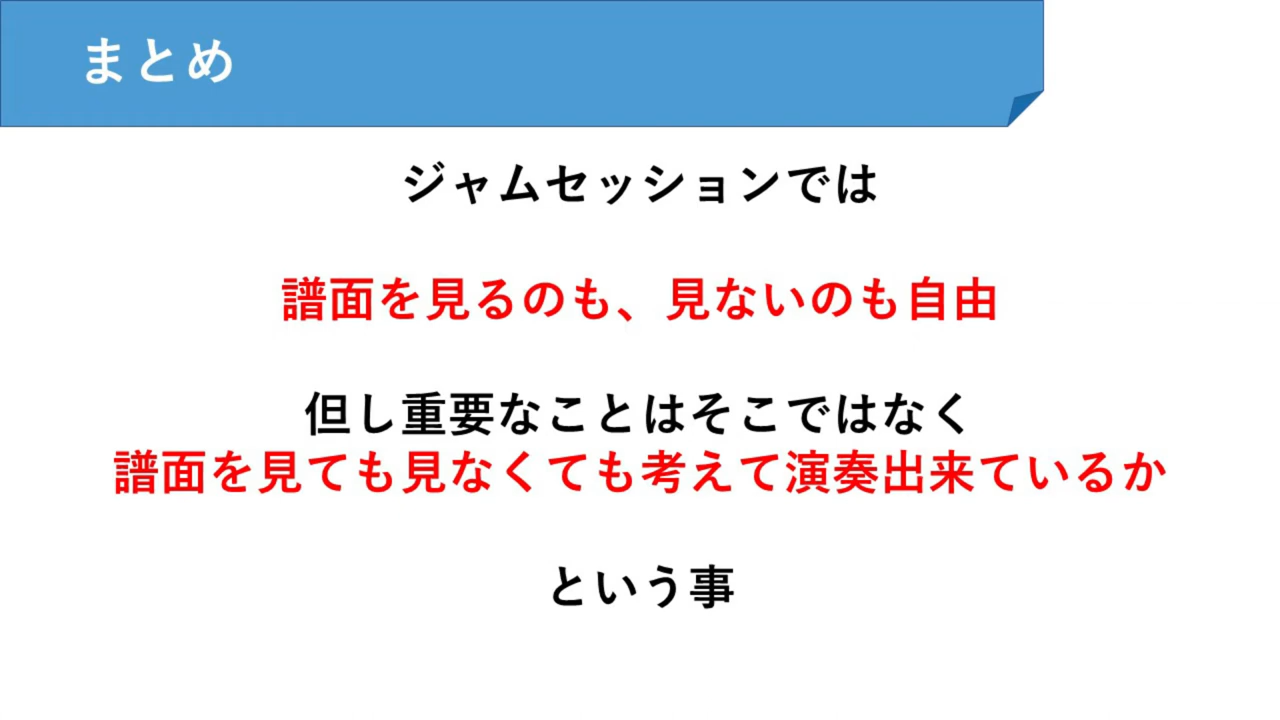 まとめ
ジャムセッションでは
譜面を見るのも、見ないのも自由
但し重要なことはそこではなく
譜面を見ても見なくても考えて演奏出来ているか
という事